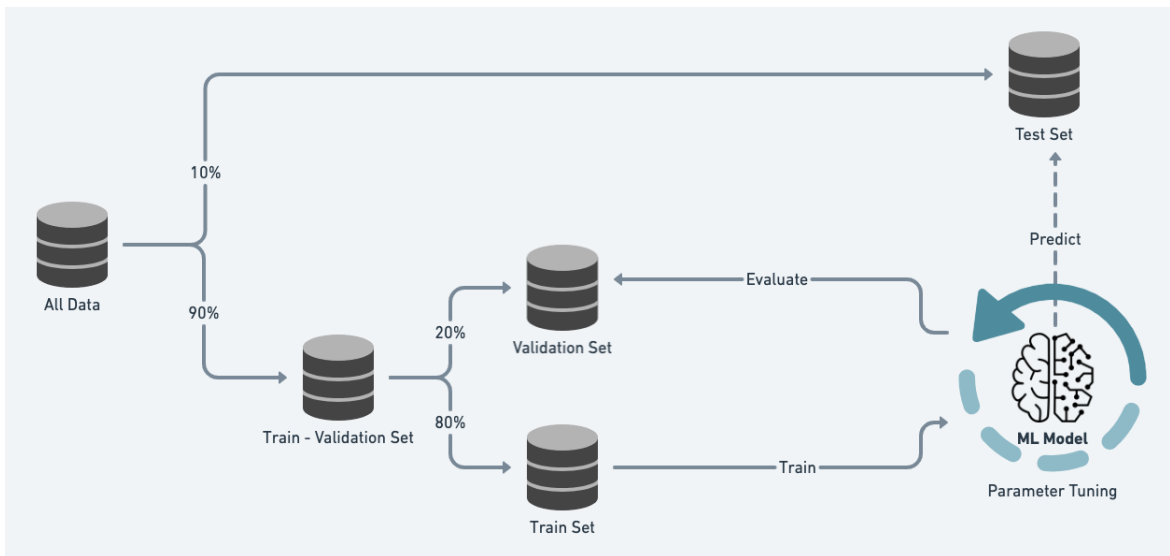 Test Set
10%
Predict
All Data
Evaluate
90%
20%
Validation Set
Train - Validation Set
80%
ML Model
Train
Parameter Tuning
Train Set